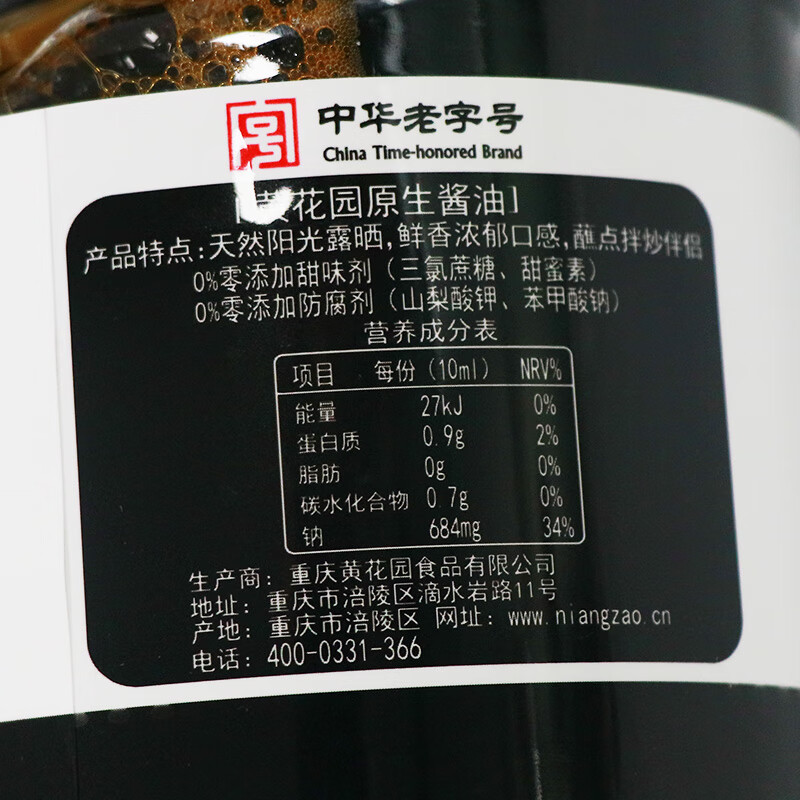 中华老字号
China Time-honored Brand
[黄花园原生酱油]
产品特点:天然阳光露晒,鲜香浓郁口感,蘸点拌炒伴侣
0%零添加甜味剂（三氯蔗糖、甜蜜素）
0%零添加防腐剂（山梨酸钾、苯甲酸钠）
营养成分表
项目 每份（10ml） NRV%
能量 27kJ 0%
蛋白质 0.9g 2%
脂肪 0g 0%
碳水化合物 0.7g 0%
钠 684mg 34%
生产商：重庆黄花园食品有限公司
地址：重庆市涪陵区滴水岩路11号
产地：重庆市涪陵区 网址：www.niangzao.cn
电话：400-0331-366